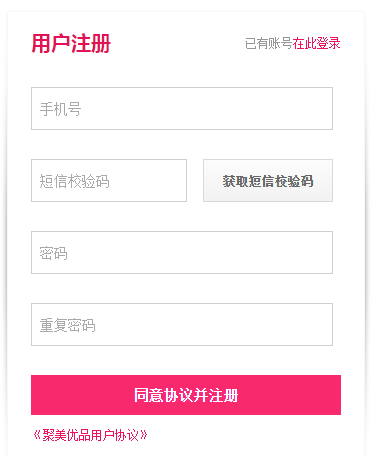 用户注册 已有账号在此登录
手机号
短信校验码 获取短信校验码
密码
重复密码
同意协议并注册
《聚美优品用户协议》